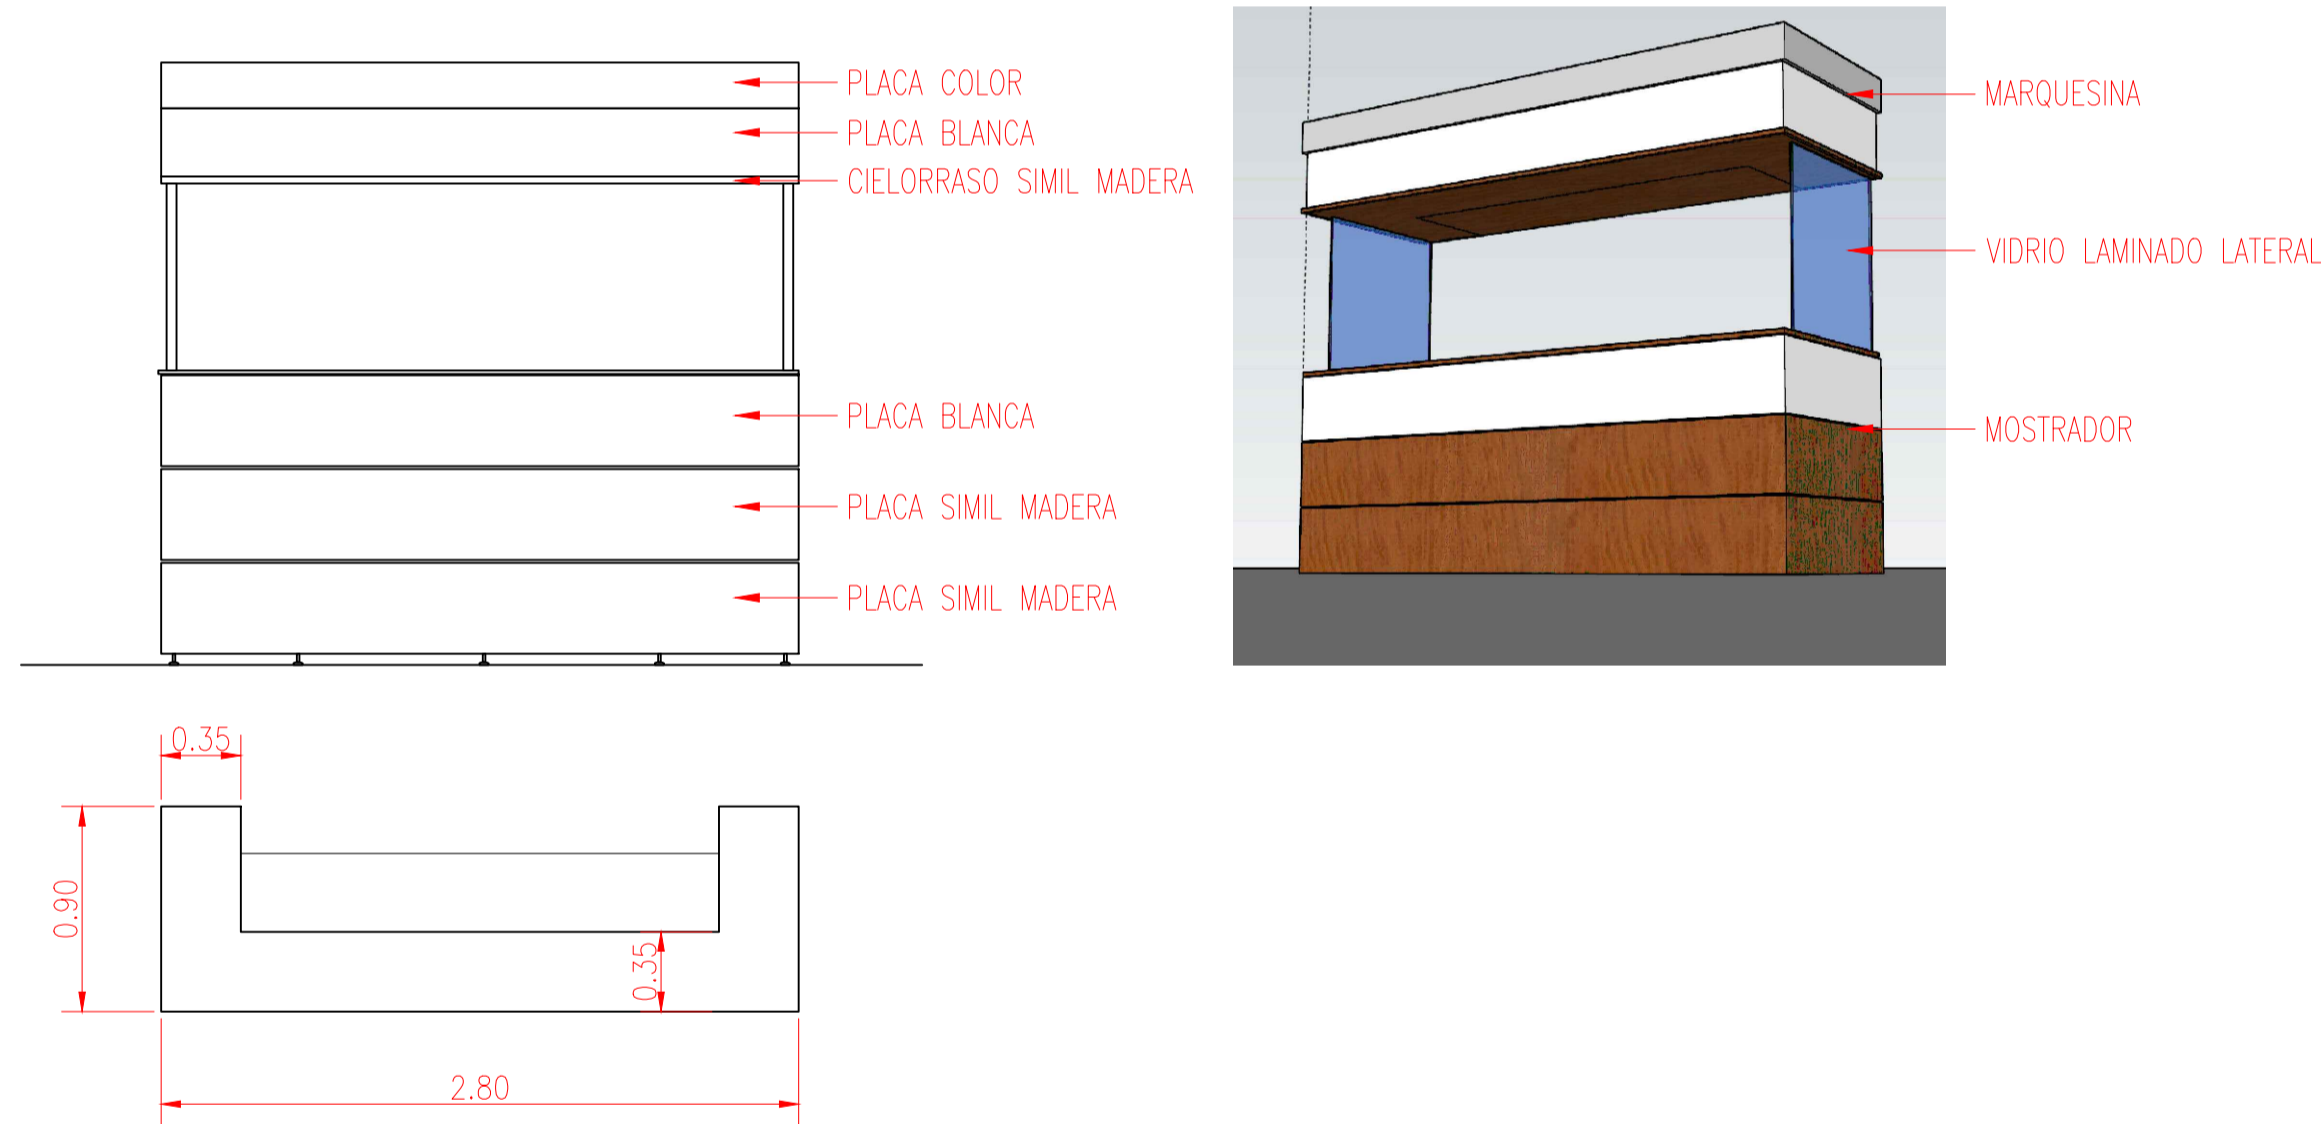 PLACA COLOR
PLACA BLANCA
CIELORRASO SIMIL MADERA
PLACA BLANCA
PLACA SIMIL MADERA
PLACA SIMIL MADERA
MARQUESINA
VIDRIO LAMINADO LATERAL
MOSTRADOR
0.35
0.90
0.35
2.80